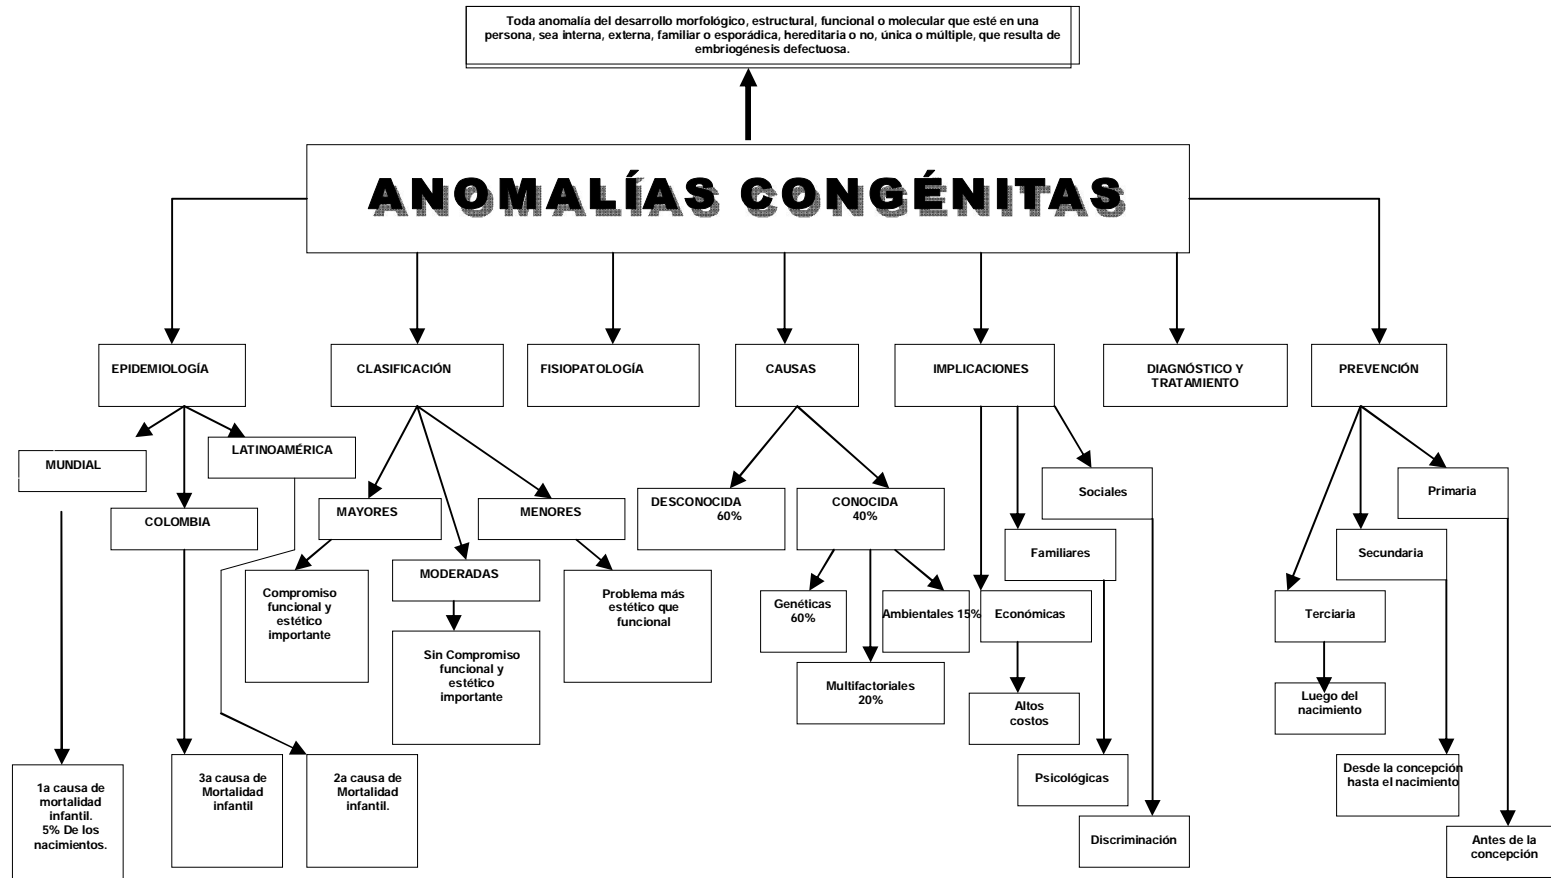 Toda anomalía del desarrollo morfológico, estructural, funcional o molecular que esté en una
persona, sea interna, externa, familiar o esporádica, hereditaria o no, única o múltiple, que resulta de
embriogénesis defectuosa.
ANOMALÍAS CONGÉNITAS
EPIDEMIOLOGÍA
CLASIFICACIÓN
FISIOPATOLOGÍA
CAUSAS
IMPLICACIONES
DIAGNÓSTICO Y
TRATAMIENTO
PREVENCIÓN
MUNDIAL
LATINOAMÉRICA
COLOMBIA
MAYORES
MENORES
MODERADAS
DESCONOCIDA
60%
CONOCIDA
40%
Sociales
Familiares
Económicas
Primaria
Secundaria
Terciaria
Compromiso
funcional y
estético
importante
Sin Compromiso
funcional y
estético
importante
Problema más
estético que
funcional
Genéticas
60%
Ambientales 15%
Multifactoriales
20%
Altos
costos
Psicológicas
Discriminación
Luego del
nacimiento
Desde la concepción
hasta el nacimiento
Antes de la
concepción
1a causa de
mortalidad
infantil.
5% De los
nacimientos.
3a causa de
Mortalidad
infantil
2a causa de
Mortalidad
infantil.